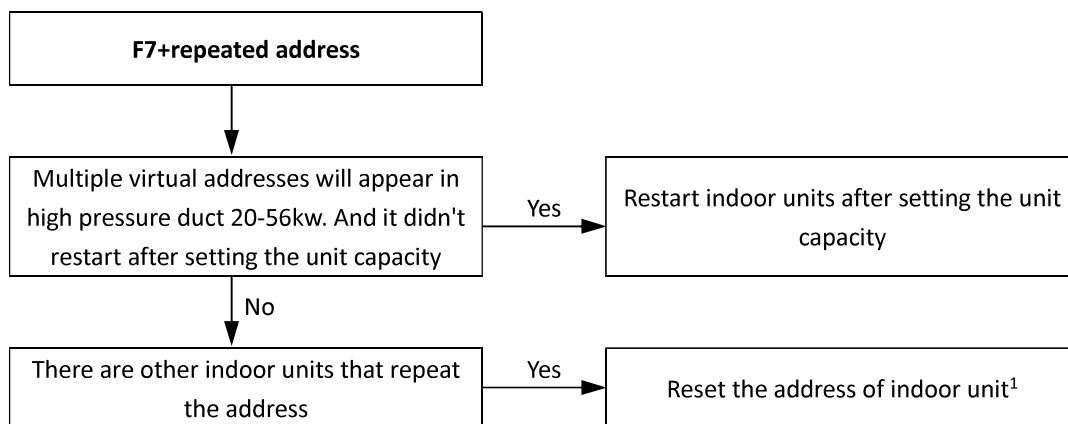 F7+repeated address
Multiple virtual addresses will appear in
high pressure duct 20-56kw. And it didn't
restart after setting the unit capacity
Yes
Restart indoor units after setting the unit
capacity
No
There are other indoor units that repeat
the address
Yes
Reset the address of indoor unit¹